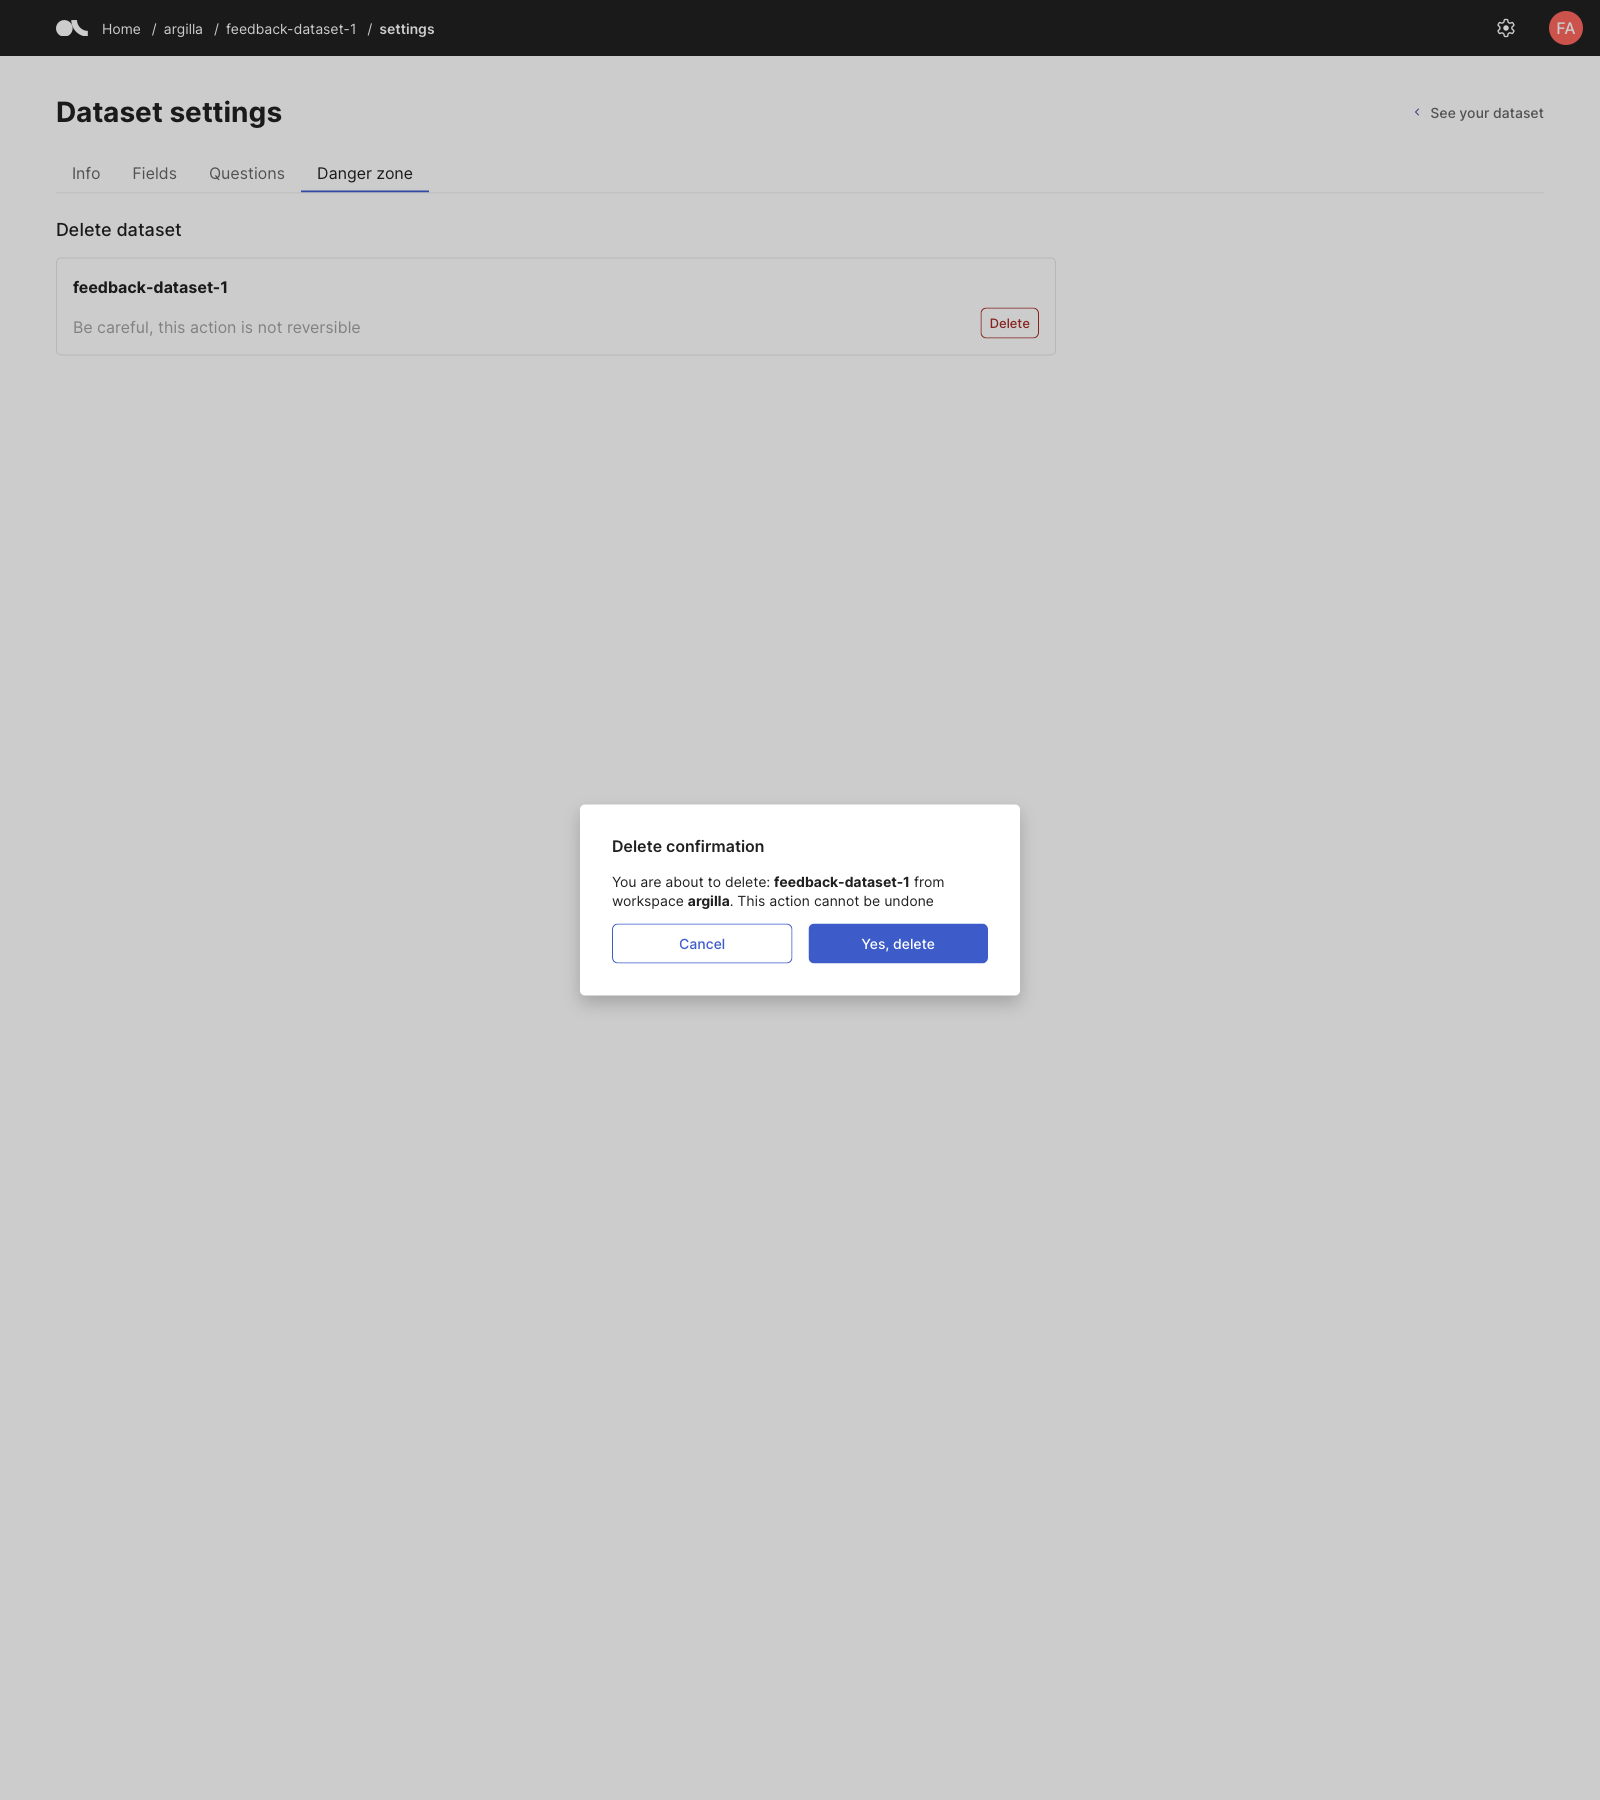 Home / argilla / feedback-dataset-1 / settings
FA
Dataset settings
See your dataset
Info Fields Questions Danger zone
Delete dataset
feedback-dataset-1
Be careful, this action is not reversible
Delete
Delete confirmation
You are about to delete: feedback-dataset-1 from
workspace argilla. This action cannot be undone
Cancel Yes, delete